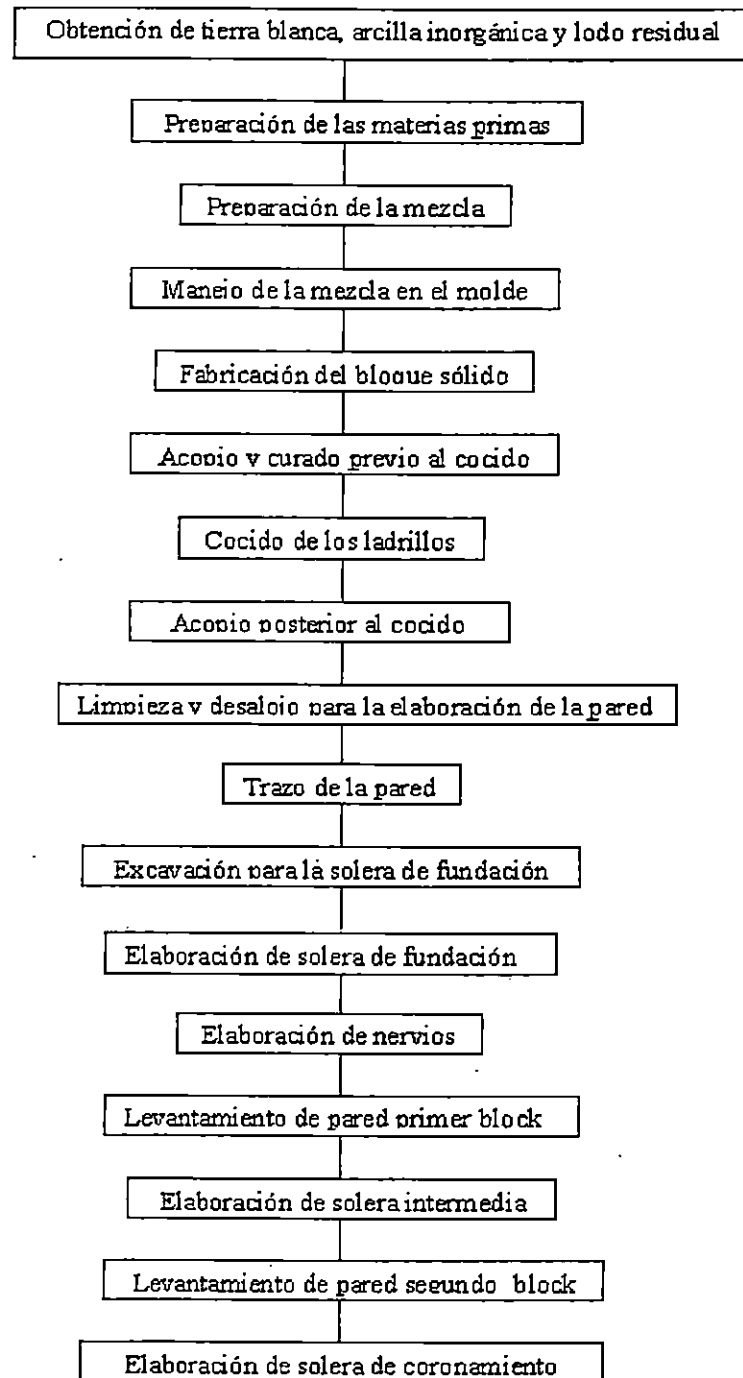 Obtención de tierra blanca, arcilla inorgánica y lodo residual
Preparación de las materias primas
Preparación de la mezcla
Manejo de la mezcla en el molde
Fabricación del bloque sólido
Acopio y curado previo al cocido
Cocido de los ladrillos
Acopio posterior al cocido
Limpieza y desalojo para la elaboración de la pared
Trazo de la pared
Excavación para la solera de fundación
Elaboración de solera de fundación
Elaboración de nervios
Levantamiento de pared primer block
Elaboración de solera intermedia
Levantamiento de pared segundo block
Elaboración de solera de coronamiento